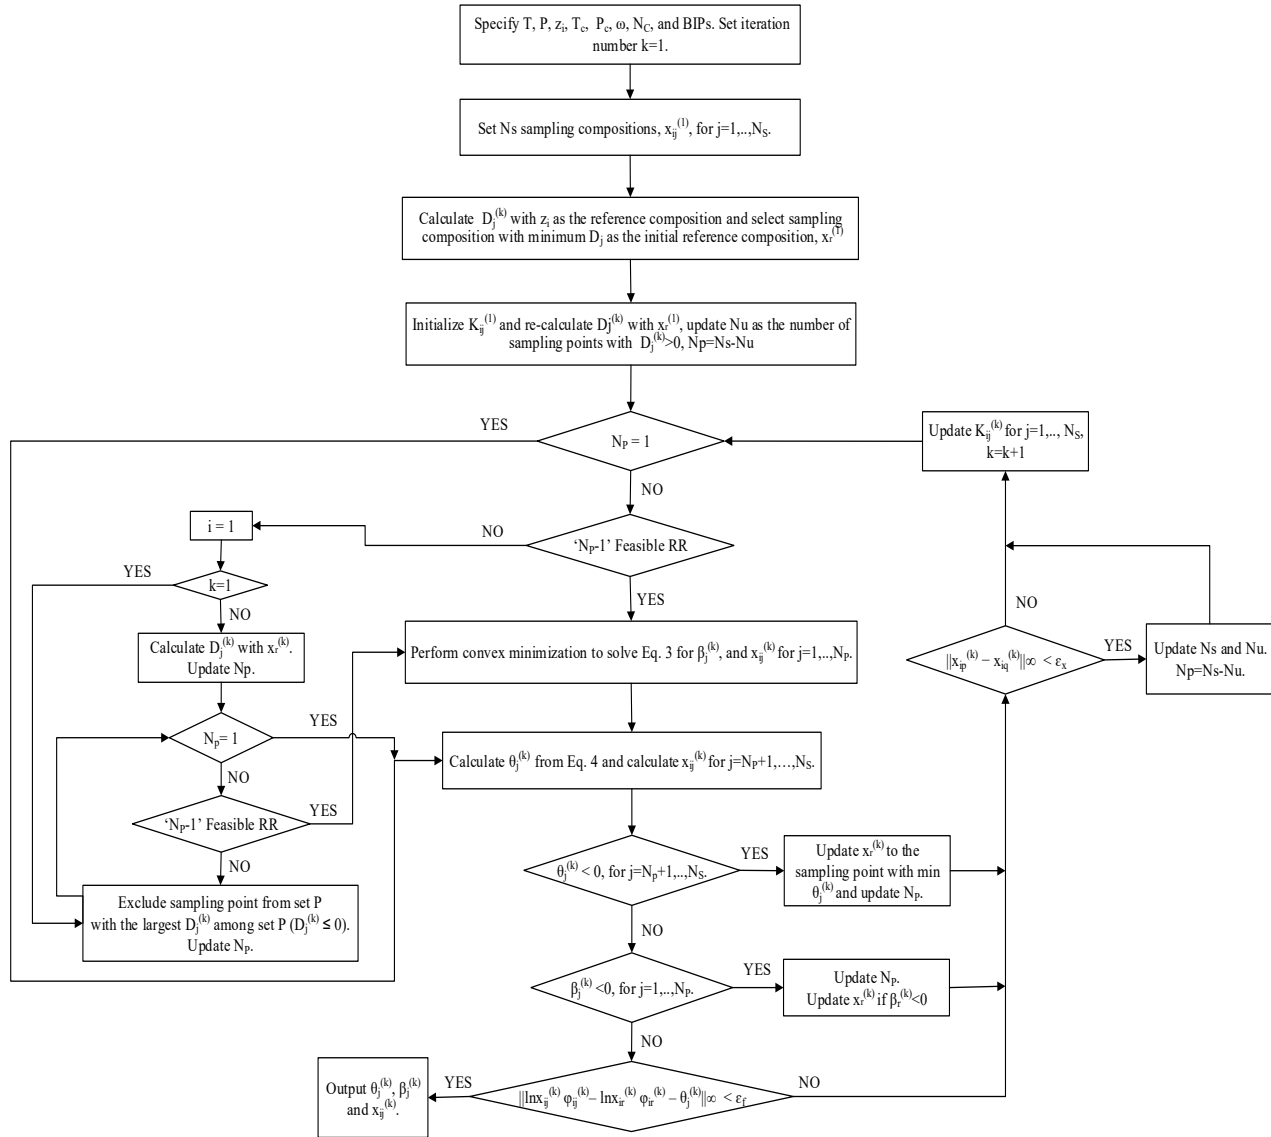 Specify T, P, zᵢ, T꜀, P꜀, ω, N_C, and BIPs. Set iteration
number k=1.
Set Ns sampling compositions, x_ij^(1), for j=1,..,N_S.
Calculate D_j^(k) with z_i as the reference composition and select sampling
composition with minimum D_j as the initial reference composition, x_r^(1)
Initialize K_ij^(1) and re-calculate Dj^(k) with x_r^(1), update Nu as the number of
sampling points with D_j^(k)>0, Np=Ns-Nu
YES
N_P = 1
Update K_ij^(k) for j=1,.., N_S,
k=k+1
NO
i = 1
NO
‘N_P-1’ Feasible RR
YES
k=1
YES
NO
NO
Calculate D_j^(k) with x_r^(k).
Update Np.
Perform convex minimization to solve Eq. 3 for β_j^(k), and x_ij^(k) for j=1,..,N_P.
||x_ip^(k) − x_iq^(k)||∞ < ε_x
YES
Update Ns and Nu.
Np=Ns-Nu.
N_p= 1
YES
Calculate θ_j^(k) from Eq. 4 and calculate x_ij^(k) for j=N_P+1,…,N_S.
NO
‘N_P-1’ Feasible RR
YES
NO
θ_j^(k) < 0, for j=N_p+1,..,N_S.
YES
Update x_r^(k) to the
sampling point with min
θ_j^(k) and update N_P.
Exclude sampling point from set P
with the largest D_j^(k) among set P (D_j^(k) ≤ 0).
Update N_P.
NO
β_j^(k) <0, for j=1,..,N_P.
YES
Update N_P.
Update x_r^(k) if β_r^(k)<0
NO
Output θ_j^(k), β_j^(k)
and x_ij^(k).
YES
||lnx_ij^(k) φ_ij^(k)− lnx_ir^(k) φ_ir^(k) − θ_j^(k)||∞ < ε_f
NO